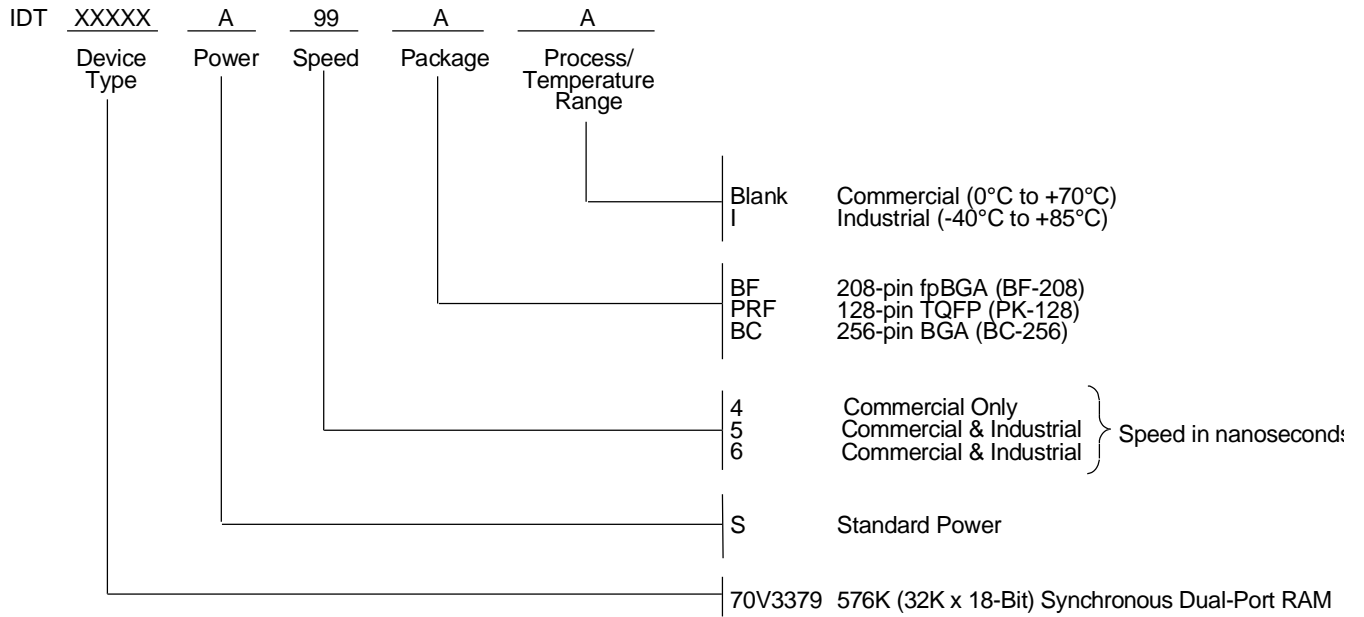 IDT XXXXX A 99 A A
Device Type Power Speed Package Process/ Temperature Range
Blank Commercial (0°C to +70°C)
I Industrial (-40°C to +85°C)
BF 208-pin fpBGA (BF-208)
PRF 128-pin TQFP (PK-128)
BC 256-pin BGA (BC-256)
4 Commercial Only
5 Commercial & Industrial Speed in nanoseconds
6 Commercial & Industrial
S Standard Power
70V3379 576K (32K x 18-Bit) Synchronous Dual-Port RAM